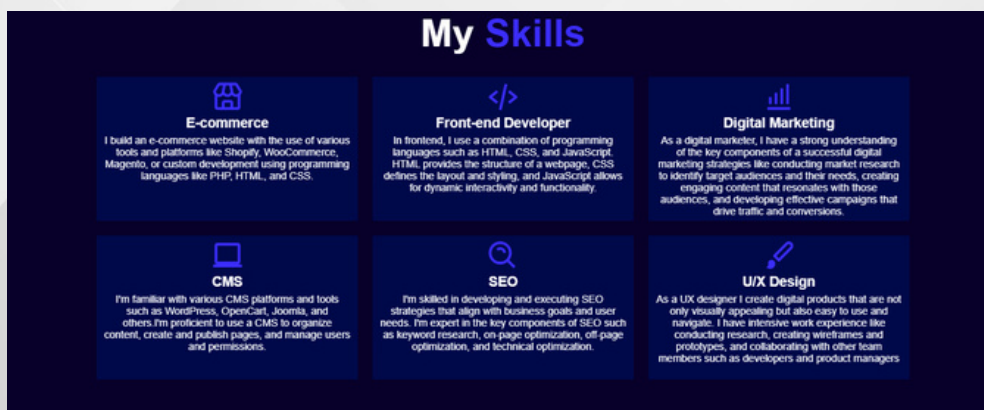 My Skills
E-commerce
I build an e-commerce website with the use of various
tools and platforms like Shopify, WooCommerce,
Magento, or custom development using programming
languages like PHP, HTML, and CSS.
Front-end Developer
In frontend, I use a combination of programming
languages such as HTML, CSS, and JavaScript.
HTML provides the structure of a webpage, CSS
defines the layout and styling, and JavaScript allows
for dynamic interactivity and functionality.
Digital Marketing
As a digital marketer, I have a strong understanding
of the key components of a successful digital
marketing strategies like conducting market research
to identify target audiences and their needs, creating
engaging content that resonates with those
audiences, and developing effective campaigns that
drive traffic and conversions.
CMS
I'm familiar with various CMS platforms and tools
such as WordPress, OpenCart, Joomla, and
others.I'm proficient to use a CMS to organize
content, create and publish pages, and manage users
and permissions.
SEO
I'm skilled in developing and executing SEO
strategies that align with business goals and user
needs. I'm expert in the key components of SEO such
as keyword research, on-page optimization, off-page
optimization, and technical optimization.
U/X Design
As a UX designer I create digital products that are not
only visually appealing but also easy to use and
navigate. I have intensive work experience like
conducting research, creating wireframes and
prototypes, and collaborating with other team
members such as developers and product managers